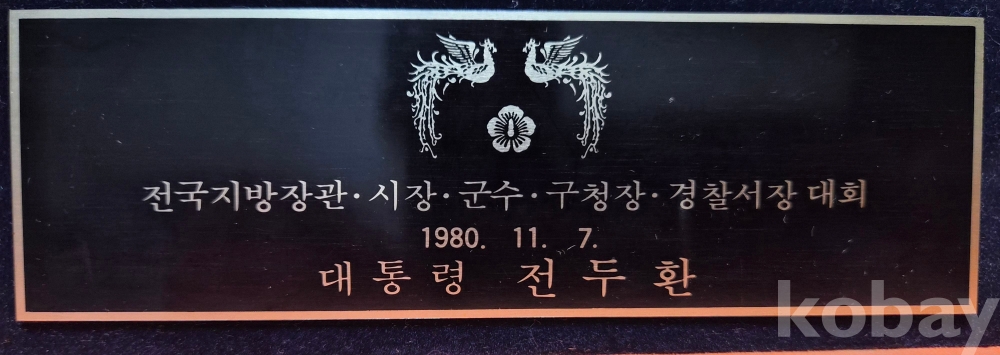 전국지방장관·시장·군수·구청장·경찰서장 대회
1980. 11. 7.
대통령 전두환
kobay